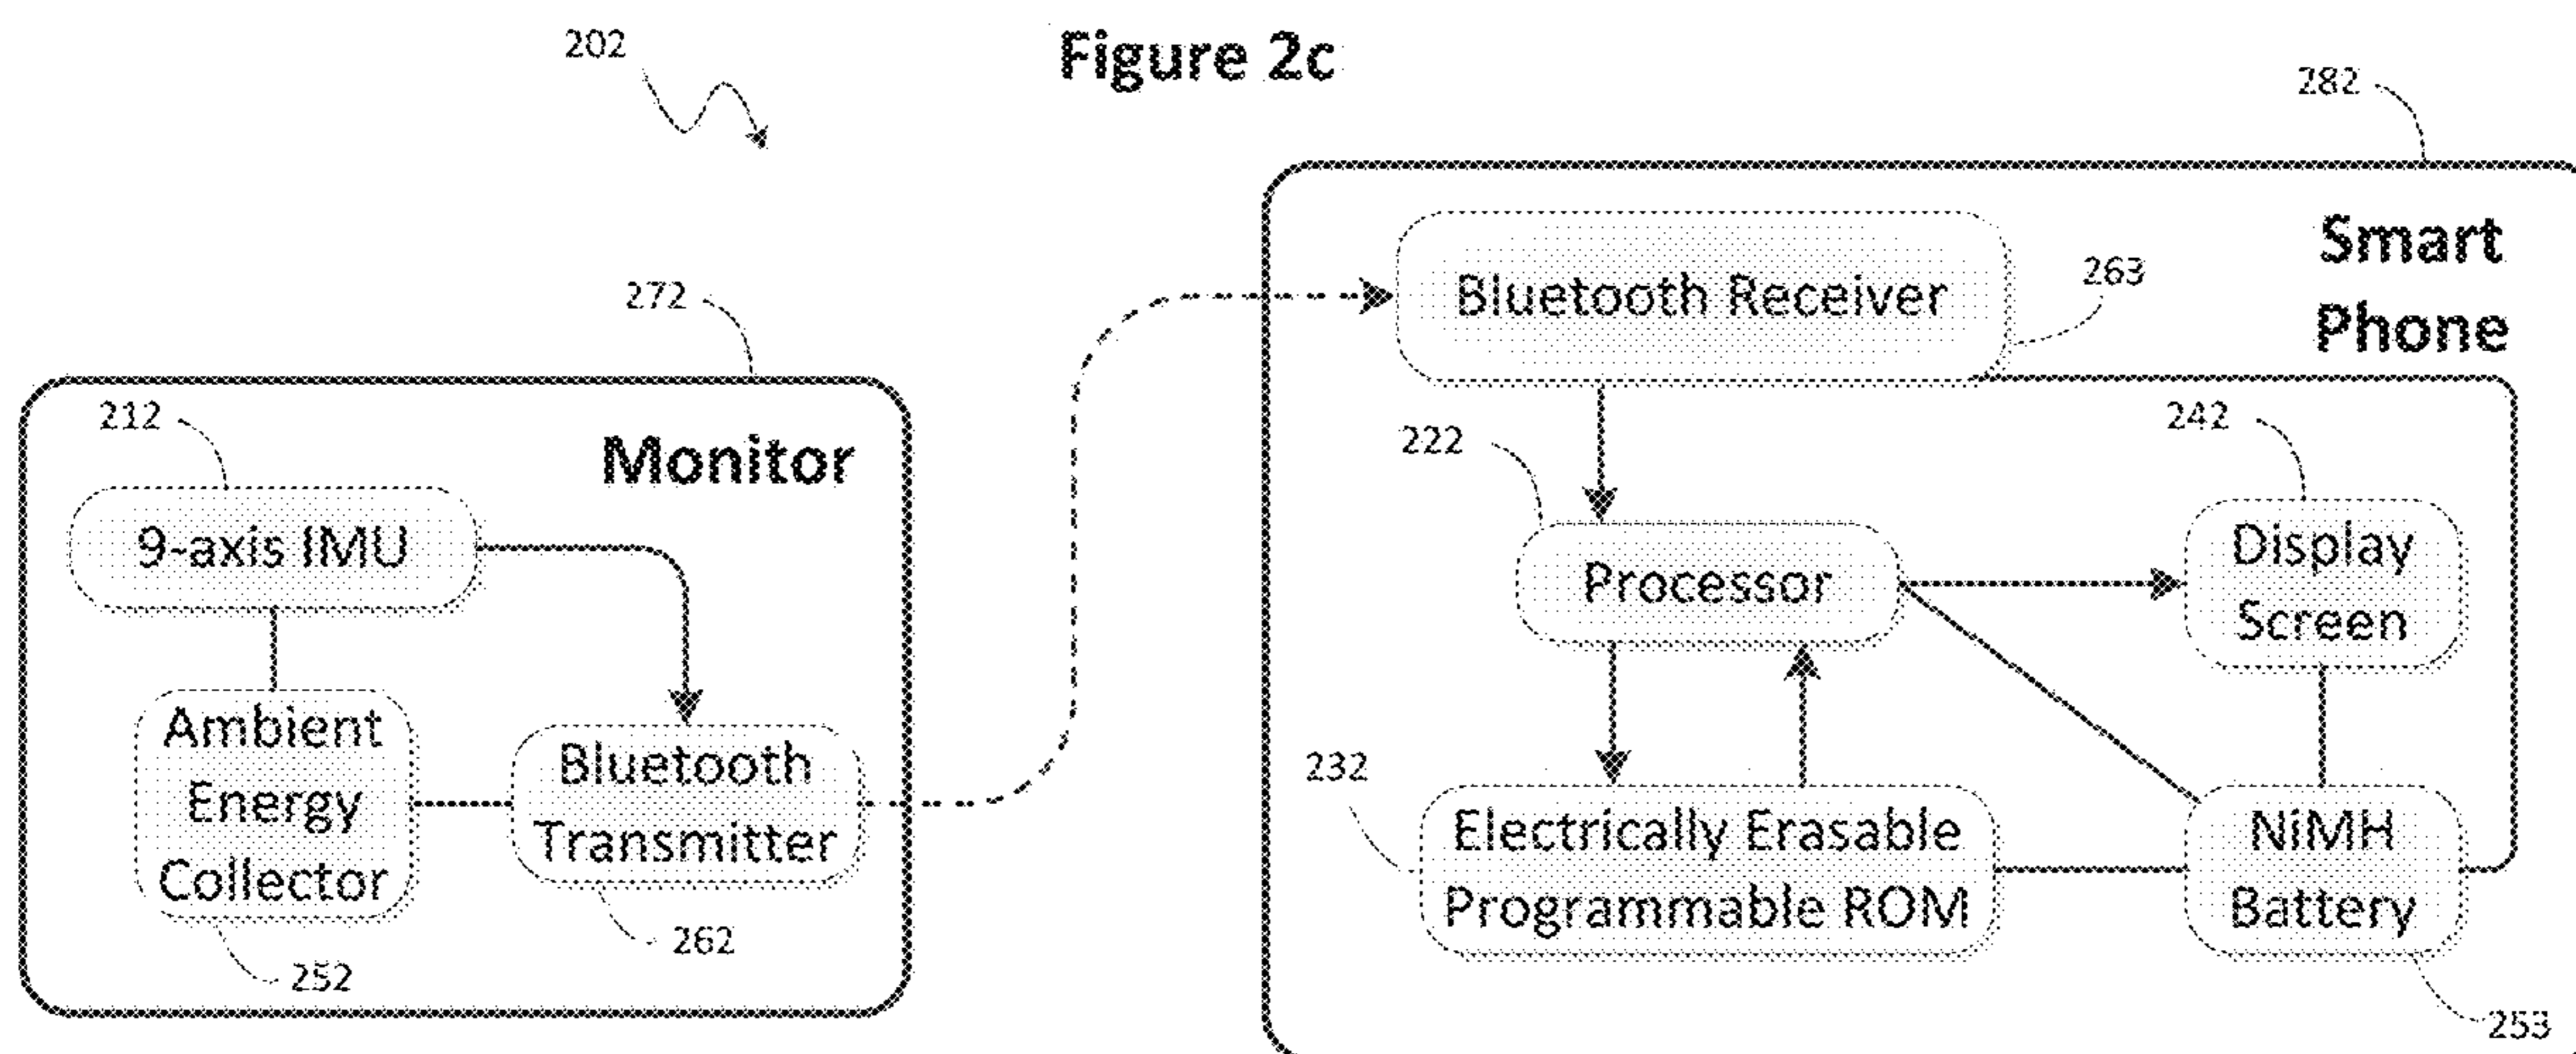 Figure 2c
202
282
Smart
Phone
272
Bluetooth Receiver
263
212
Monitor
222
242
9-axis IMU
Processor
Display
Screen
Ambient
Energy
Collector
Bluetooth
Transmitter
232
Electrically Erasable
Programmable ROM
NiMH
Battery
262
252
253